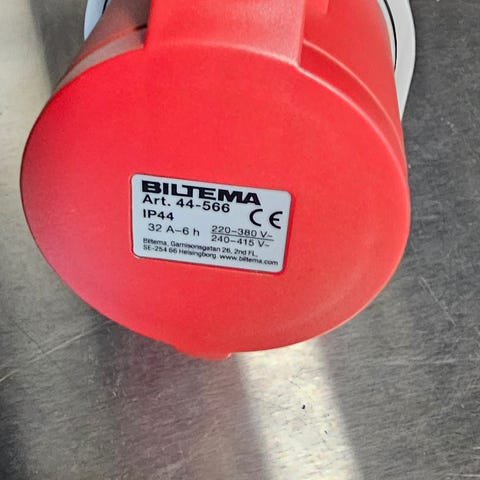 BILTEMA
Art. 44-566
IP44 CE
32 A-6 h 220-380 V~
240-415 V~
Biltema, Garnisonsgatan 26, 2nd FL,
SE-254 66 Helsingborg. www.biltema.com